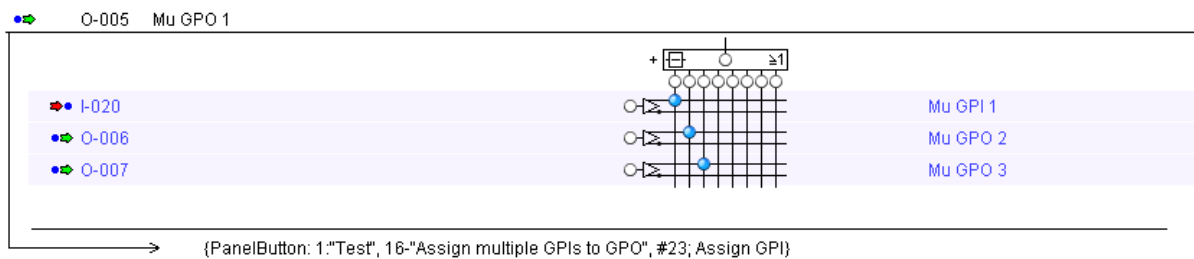 O-005 Mu GPO 1
+ ≥1
I-020 Mu GPI 1
O-006 Mu GPO 2
O-007 Mu GPO 3
{PanelButton: 1:"Test", 16-"Assign multiple GPIs to GPO", #23; Assign GPI}